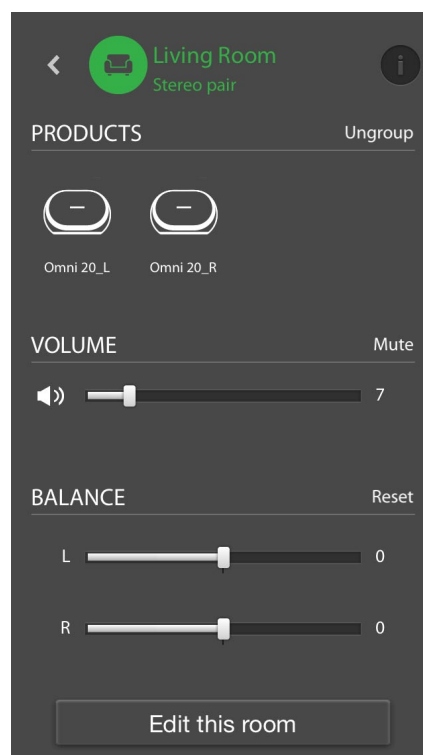 Living Room
Stereo pair
PRODUCTS Ungroup
Omni 20_L Omni 20_R
VOLUME Mute
7
BALANCE Reset
L 0
R 0
Edit this room